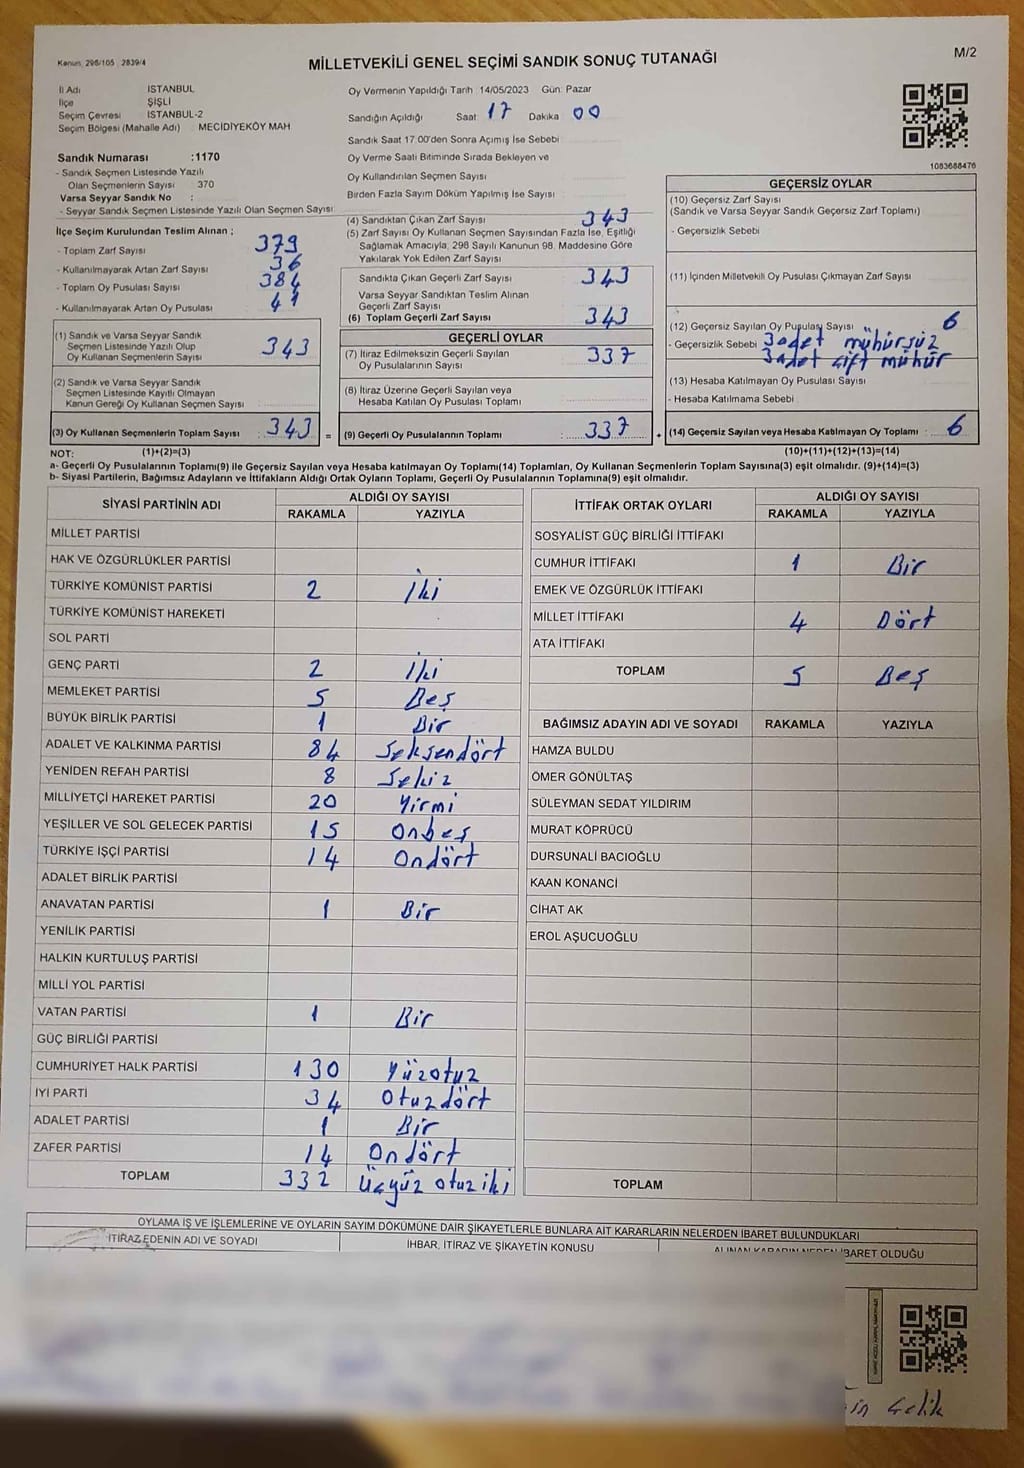 Kanun, 298/105 , 2839/4
MİLLETVEKİLİ GENEL SEÇİMİ SANDIK SONUÇ TUTANAĞI
M/2
İl Adı İSTANBUL
İlçe ŞİŞLİ
Seçim Çevresi İSTANBUL-2
Seçim Bölgesi (Mahalle Adı) : MECİDİYEKÖY MAH
Sandık Numarası :1170
- Sandık Seçmen Listesinde Yazılı
Olan Seçmenlerin Sayısı 370
Varsa Seyyar Sandık No :
- Seyyar Sandık Seçmen Listesinde Yazılı Olan Seçmen Sayısı
İlçe Seçim Kurulundan Teslim Alınan ;
- Toplam Zarf Sayısı 379
- Kullanılmayarak Artan Zarf Sayısı 36
- Toplam Oy Pusulası Sayısı 384
- Kullanılmayarak Artan Oy Pusulası 41
(1) Sandık ve Varsa Seyyar Sandık
Seçmen Listesinde Yazılı Olup
Oy Kullanan Seçmenlerin Sayısı 343
(2) Sandık ve Varsa Seyyar Sandık
Seçmen Listesinde Kayıtlı Olmayan
Kanun Gereği Oy Kullanan Seçmen Sayısı
(3) Oy Kullanan Seçmenlerin Toplam Sayısı : 343 =
Oy Vermenin Yapıldığı Tarih 14/05/2023 Gün: Pazar
Sandığın Açıldığı Saat: 17 Dakika 00
Sandık Saat 17.00'den Sonra Açımış İse Sebebi
Oy Verme Saati Bitiminde Sırada Bekleyen ve
Oy Kullandırılan Seçmen Sayısı
Birden Fazla Sayım Döküm Yapılmış İse Sayısı
(4) Sandıktan Çıkan Zarf Sayısı 343
(5) Zarf Sayısı Oy Kullanan Seçmen Sayısından Fazla İse, Eşitliği
Sağlamak Amacıyla, 298 Sayılı Kanunun 98. Maddesine Göre
Yakılarak Yok Edilen Zarf Sayısı
Sandıkta Çıkan Geçerli Zarf Sayısı 343
Varsa Seyyar Sandıktan Teslim Alınan
Geçerli Zarf Sayısı
(6) Toplam Geçerli Zarf Sayısı 343
GEÇERLİ OYLAR
(7) İtiraz Edilmeksizin Geçerli Sayılan
Oy Pusulalarının Sayısı 337
(8) İtiraz Üzerine Geçerli Sayılan veya
Hesaba Katılan Oy Pusulası Toplamı
(9) Geçerli Oy Pusulalarının Toplamı : 337 +
1083688476
GEÇERSİZ OYLAR
(10) Geçersiz Zarf Sayısı
(Sandık ve Varsa Seyyar Sandık Geçersiz Zarf Toplamı)
- Geçersizlik Sebebi
(11) İçinden Milletvekili Oy Pusulası Çıkmayan Zarf Sayısı
(12) Geçersiz Sayılan Oy Pusulası Sayısı 6
- Geçersizlik Sebebi 3 adet mühürsüz
3 adet çift mühür
(13) Hesaba Katılmayan Oy Pusulası Sayısı
- Hesaba Katılmama Sebebi
(14) Geçersiz Sayılan veya Hesaba Katılmayan Oy Toplamı : 6
NOT: (1)+(2)=(3) (10)+(11)+(12)+(13)=(14)
a- Geçerli Oy Pusulalarının Toplamı(9) ile Geçersiz Sayılan veya Hesaba katılmayan Oy Toplamı(14) Toplamları, Oy Kullanan Seçmenlerin Toplam Sayısına(3) eşit olmalıdır. (9)+(14)=(3)
b- Siyasi Partilerin, Bağımsız Adayların ve İttifakların Aldığı Ortak Oyların Toplamı, Geçerli Oy Pusulalarının Toplamına(9) eşit olmalıdır.
SİYASİ PARTİNİN ADI ALDIĞI OY SAYISI
RAKAMLA YAZIYLA
MİLLET PARTİSİ
HAK VE ÖZGÜRLÜKLER PARTİSİ
TÜRKİYE KOMÜNİST PARTİSİ 2 İki
TÜRKİYE KOMÜNİST HAREKETİ
SOL PARTİ
GENÇ PARTİ 2 İki
MEMLEKET PARTİSİ 5 Beş
BÜYÜK BİRLİK PARTİSİ 1 Bir
ADALET VE KALKINMA PARTİSİ 84 Seksendört
YENİDEN REFAH PARTİSİ 8 Sekiz
MİLLİYETÇİ HAREKET PARTİSİ 20 Yirmi
YEŞİLLER VE SOL GELECEK PARTİSİ 15 Onbeş
TÜRKİYE İŞÇİ PARTİSİ 14 Ondört
ADALET BİRLİK PARTİSİ
ANAVATAN PARTİSİ 1 Bir
YENİLİK PARTİSİ
HALKIN KURTULUŞ PARTİSİ
MİLLİ YOL PARTİSİ
VATAN PARTİSİ 1 Bir
GÜÇ BİRLİĞİ PARTİSİ
CUMHURİYET HALK PARTİSİ 130 Yüzotuz
İYİ PARTİ 34 Otuzdört
ADALET PARTİSİ 1 Bir
ZAFER PARTİSİ 14 Ondört
TOPLAM 332 Üçyüz otuziki
İTTİFAK ORTAK OYLARI ALDIĞI OY SAYISI
RAKAMLA YAZIYLA
SOSYALİST GÜÇ BİRLİĞİ İTTİFAKI
CUMHUR İTTİFAKI 1 Bir
EMEK VE ÖZGÜRLÜK İTTİFAKI
MİLLET İTTİFAKI 4 Dört
ATA İTTİFAKI
TOPLAM 5 Beş
BAĞIMSIZ ADAYIN ADI VE SOYADI RAKAMLA YAZIYLA
HAMZA BULDU
ÖMER GÖNÜLTAŞ
SÜLEYMAN SEDAT YILDIRIM
MURAT KÖPRÜCÜ
DURSUNALİ BACIOĞLU
KAAN KONANCİ
CİHAT AK
EROL AŞUCUOĞLU
TOPLAM
OYLAMA İŞ VE İŞLEMLERİNE VE OYLARIN SAYIM DÖKÜMÜNE DAİR ŞİKAYETLERLE BUNLARA AİT KARARLARIN NELERDEN İBARET BULUNDUKLARI
İTİRAZ EDENİN ADI VE SOYADI İHBAR, İTİRAZ VE ŞİKAYETİN KONUSU ALINAN KARARIN NEDEN İBARET OLDUĞU
in Çelik